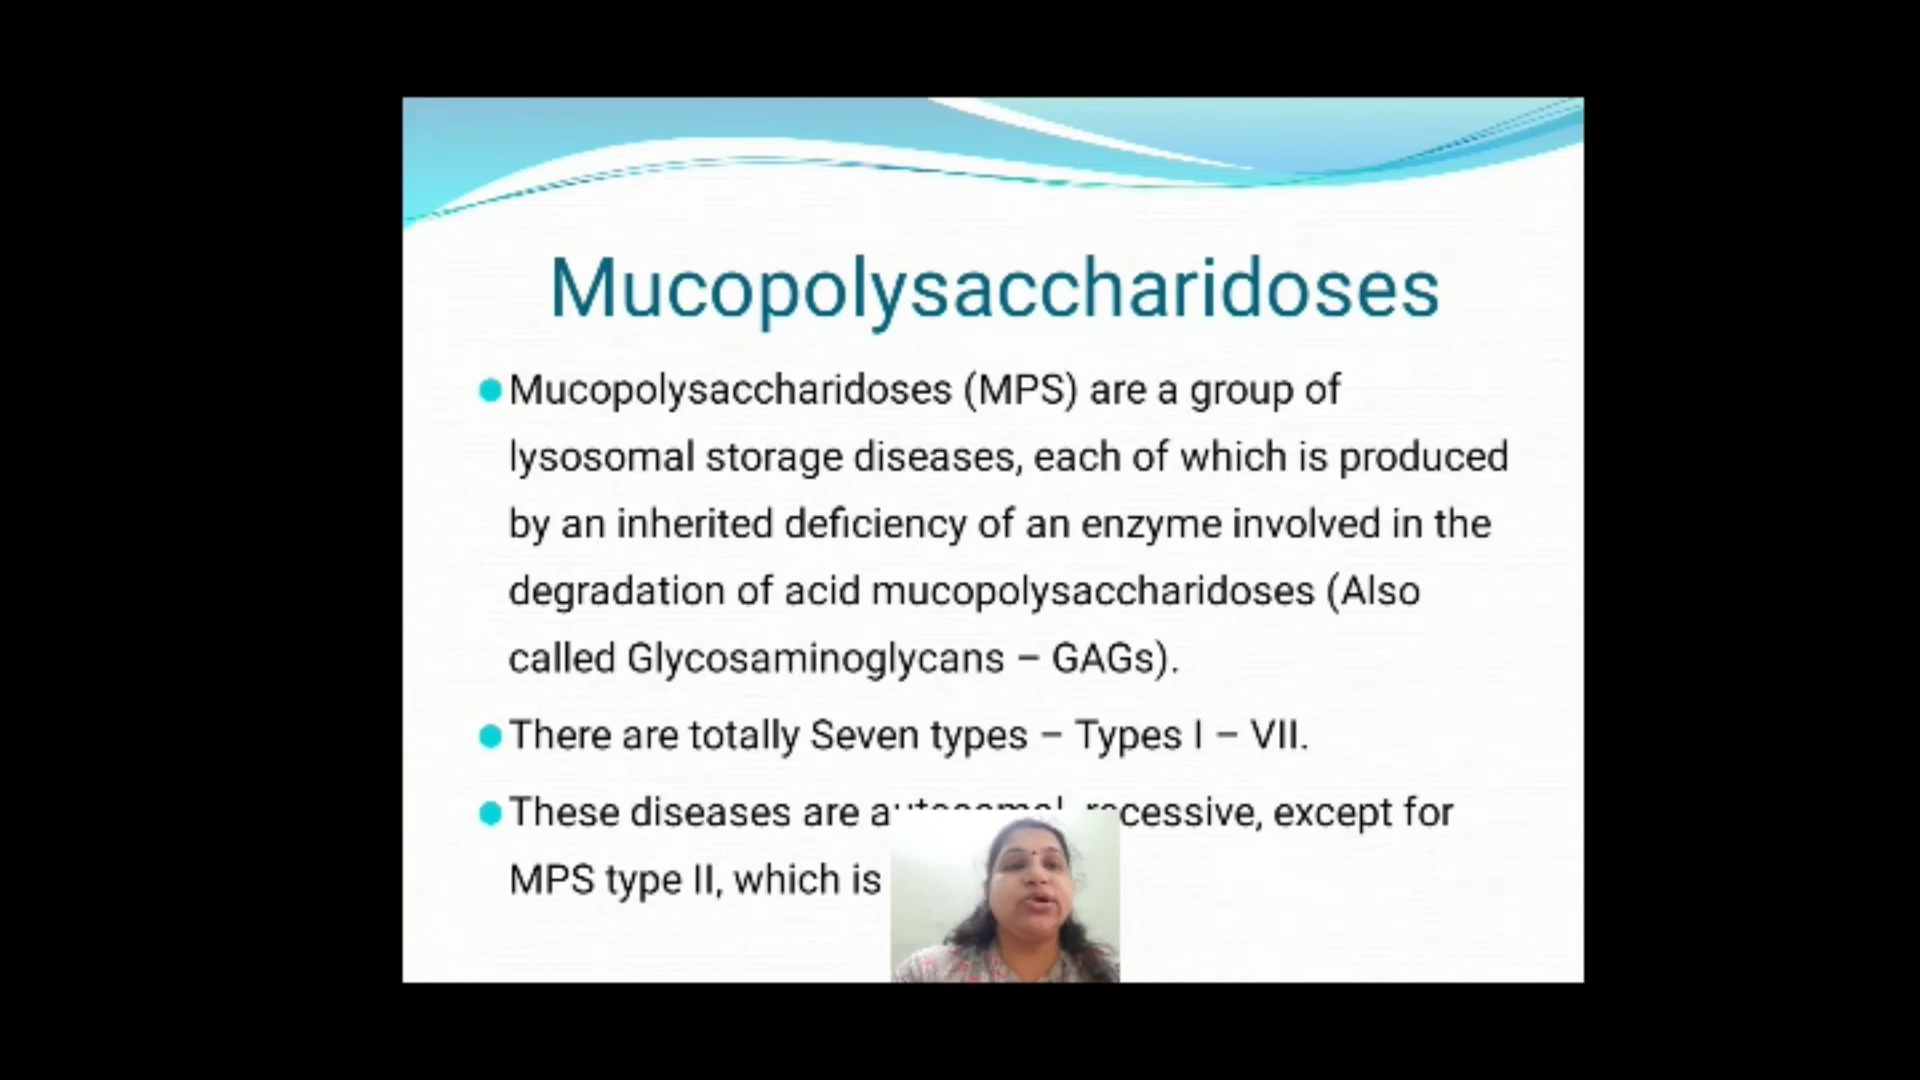 Mucopolysaccharidoses
Mucopolysaccharidoses (MPS) are a group of
lysosomal storage diseases, each of which is produced
by an inherited deficiency of an enzyme involved in the
degradation of acid mucopolysaccharidoses (Also
called Glycosaminoglycans – GAGs).
There are totally Seven types – Types I – VII.
These diseases are autosomal recessive, except for
MPS type II, which is